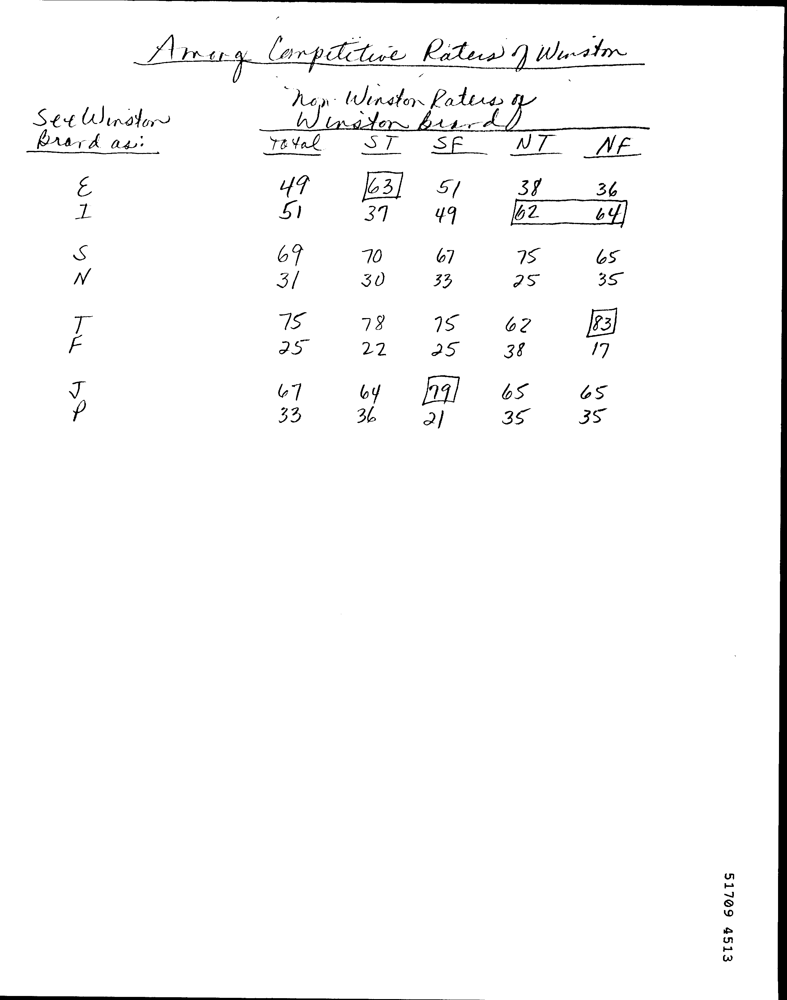 Among Competitive Raters of Winston
Non-Winston Raters of
Winston Brand
See Winston
Brand as:
Total ST SF NT NF
E 49 63 51 38 36
I 51 37 49 62 64
S 69 70 67 75 65
N 31 30 33 25 35
T 75 78 75 62 83
F 25 22 25 38 17
J 67 64 79 65 65
P 33 36 21 35 35
51709 4513